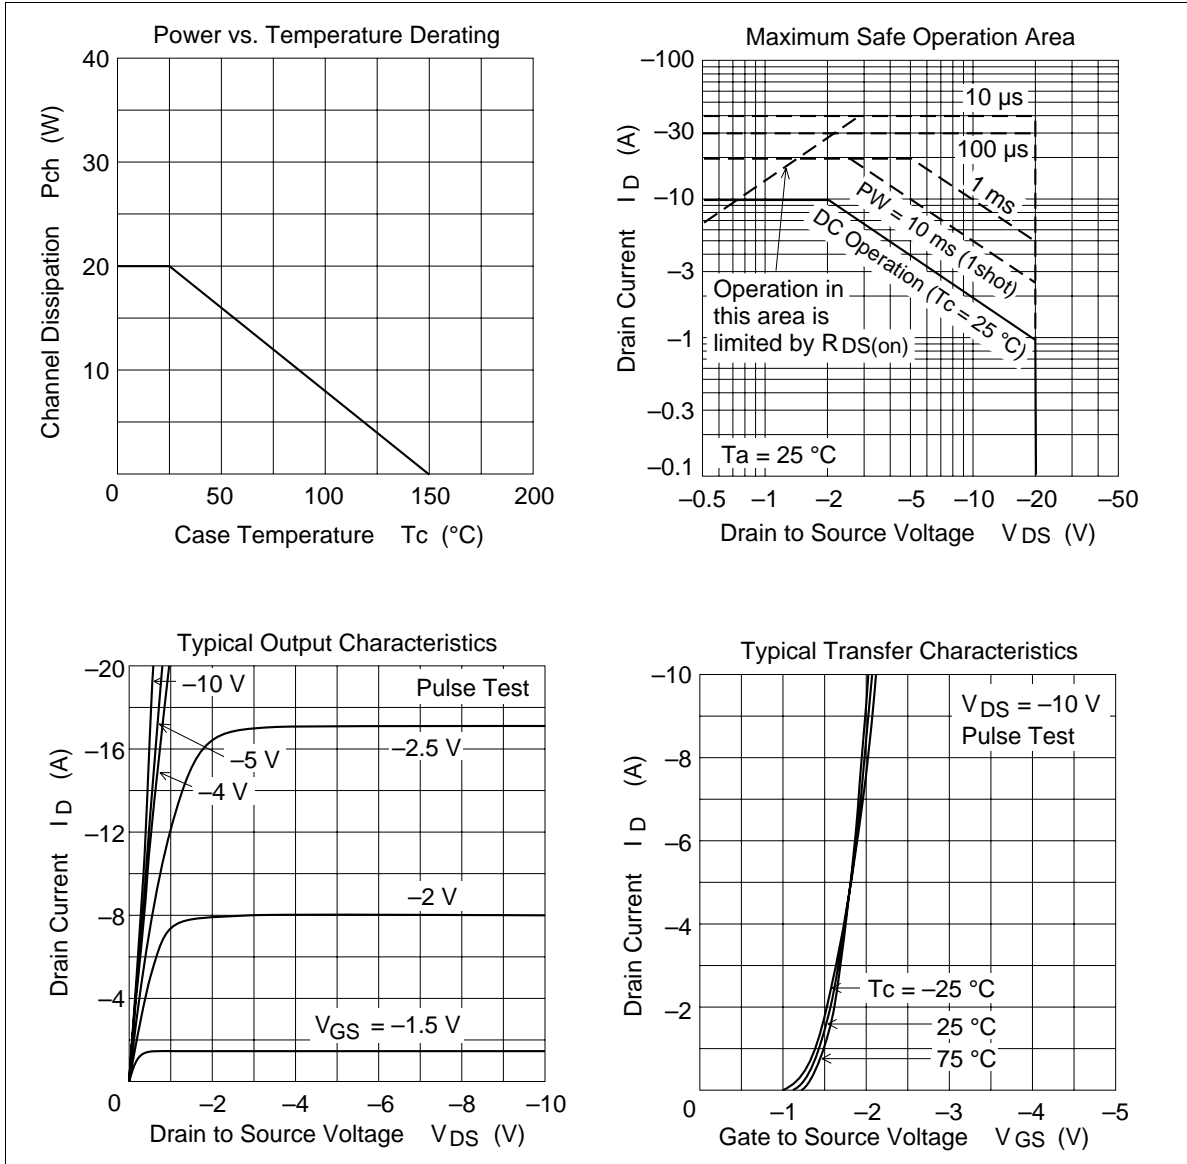 Power vs. Temperature Derating
40
30
20
10
0
50
100
150
200
Channel Dissipation Pch (W)
Case Temperature Tc (°C)
Maximum Safe Operation Area
–100
–30
–10
–3
–1
–0.3
–0.1
–0.5
–1
–2
–5
–10
–20
–50
Drain Current I D (A)
Drain to Source Voltage V DS (V)
10 µs
100 µs
1 ms
PW = 10 ms (1shot)
DC Operation (Tc = 25 °C)
Operation in
this area is
limited by R DS(on)
Ta = 25 °C
Typical Output Characteristics
–20
–16
–12
–8
–4
0
–2
–4
–6
–8
–10
Drain Current I D (A)
Drain to Source Voltage V DS (V)
–10 V
Pulse Test
–5 V
–4 V
–2.5 V
–2 V
V GS = –1.5 V
Typical Transfer Characteristics
–10
–8
–6
–4
–2
0
–1
–2
–3
–4
–5
Drain Current I D (A)
Gate to Source Voltage V GS (V)
V DS = –10 V
Pulse Test
Tc = –25 °C
25 °C
75 °C